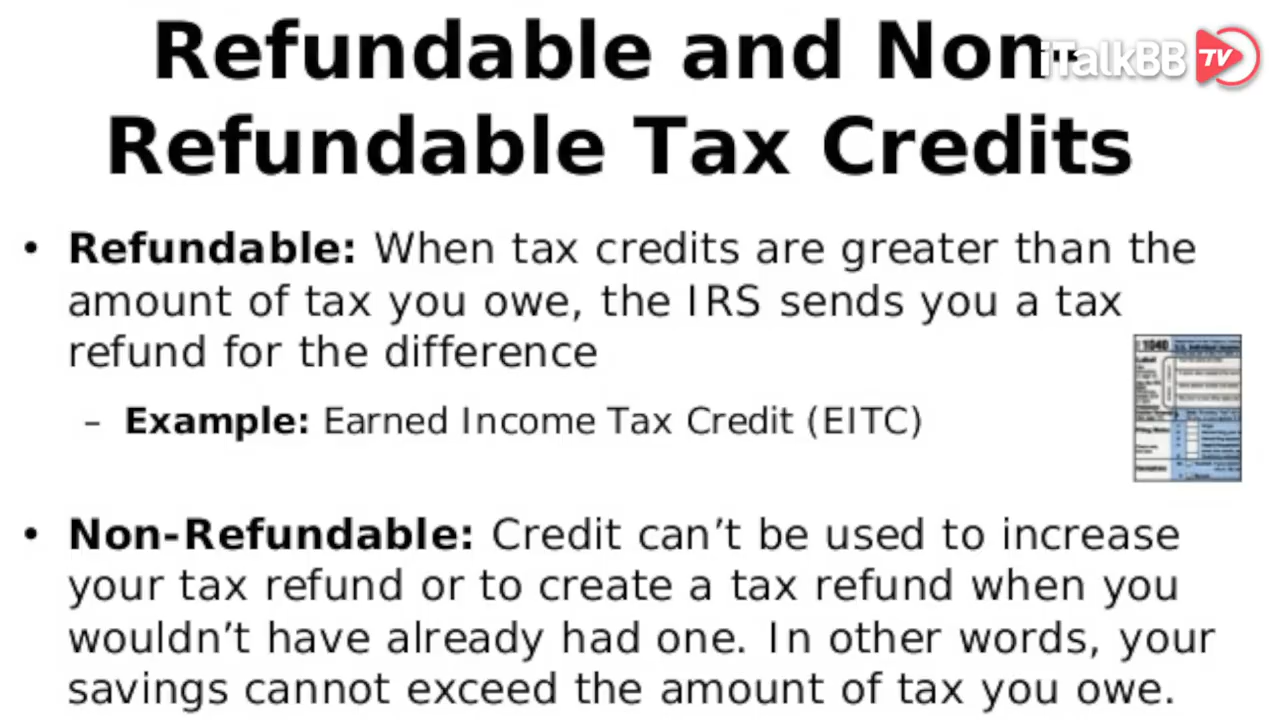 Refundable and Non-
iTalkBB TV
Refundable Tax Credits
• Refundable: When tax credits are greater than the
amount of tax you owe, the IRS sends you a tax
refund for the difference
– Example: Earned Income Tax Credit (EITC)
1040
• Non-Refundable: Credit can’t be used to increase
your tax refund or to create a tax refund when you
wouldn’t have already had one. In other words, your
savings cannot exceed the amount of tax you owe.